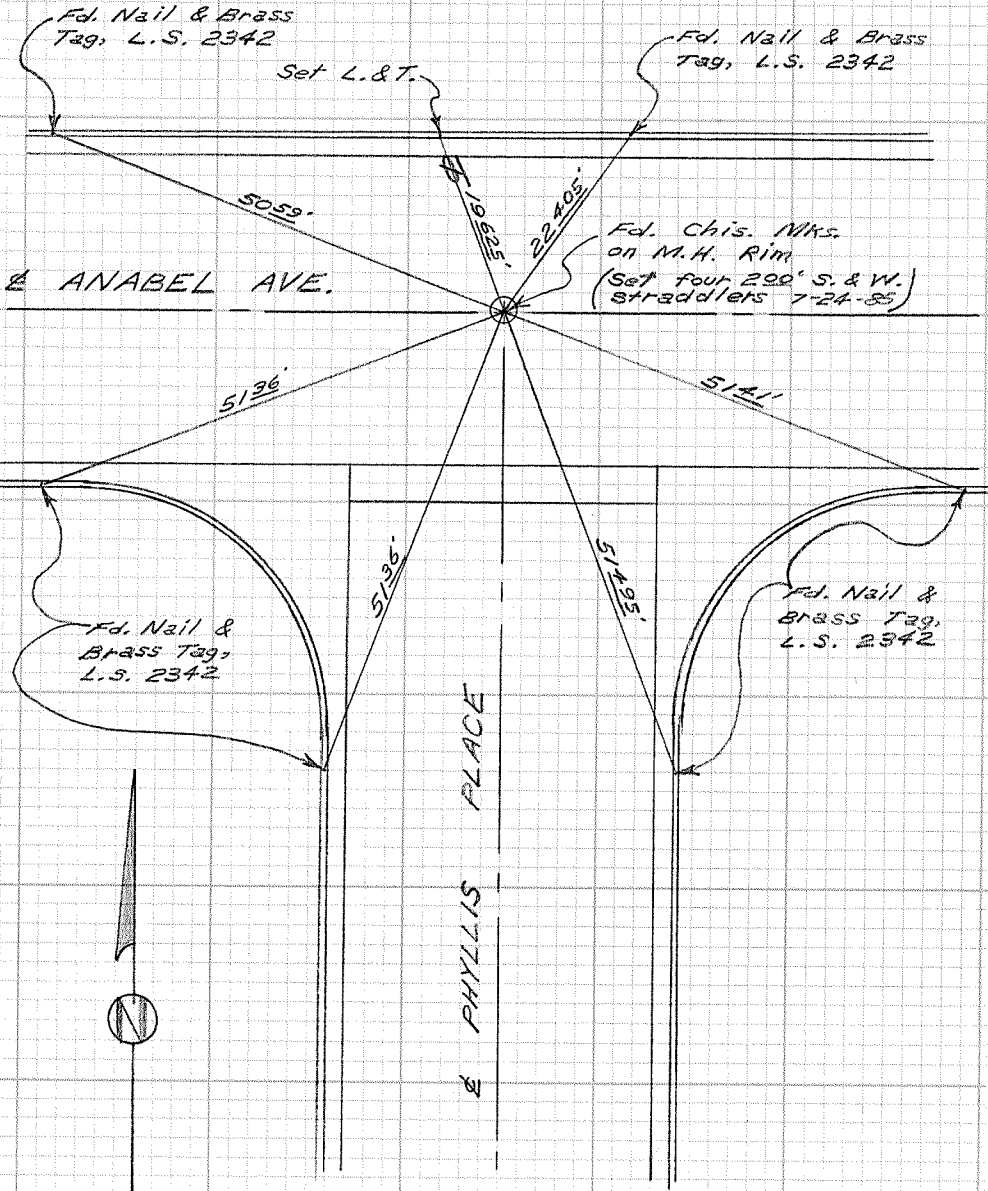 Fd. Nail & Brass
Tag, L.S. 2342
Set L.&T.
Fd. Nail & Brass
Tag, L.S. 2342
50.59'
19.625'
22.405'
Fd. Chis. Mks.
on M.H. Rim
(Set four 2.00' S. & W.
straddlers 7-24-85)
℄ ANABEL AVE.
51.36'
51.41'
51.36'
51.495'
Fd. Nail &
Brass Tag,
L.S. 2342
Fd. Nail &
Brass Tag,
L.S. 2342
℄ PHYLLIS PLACE
N